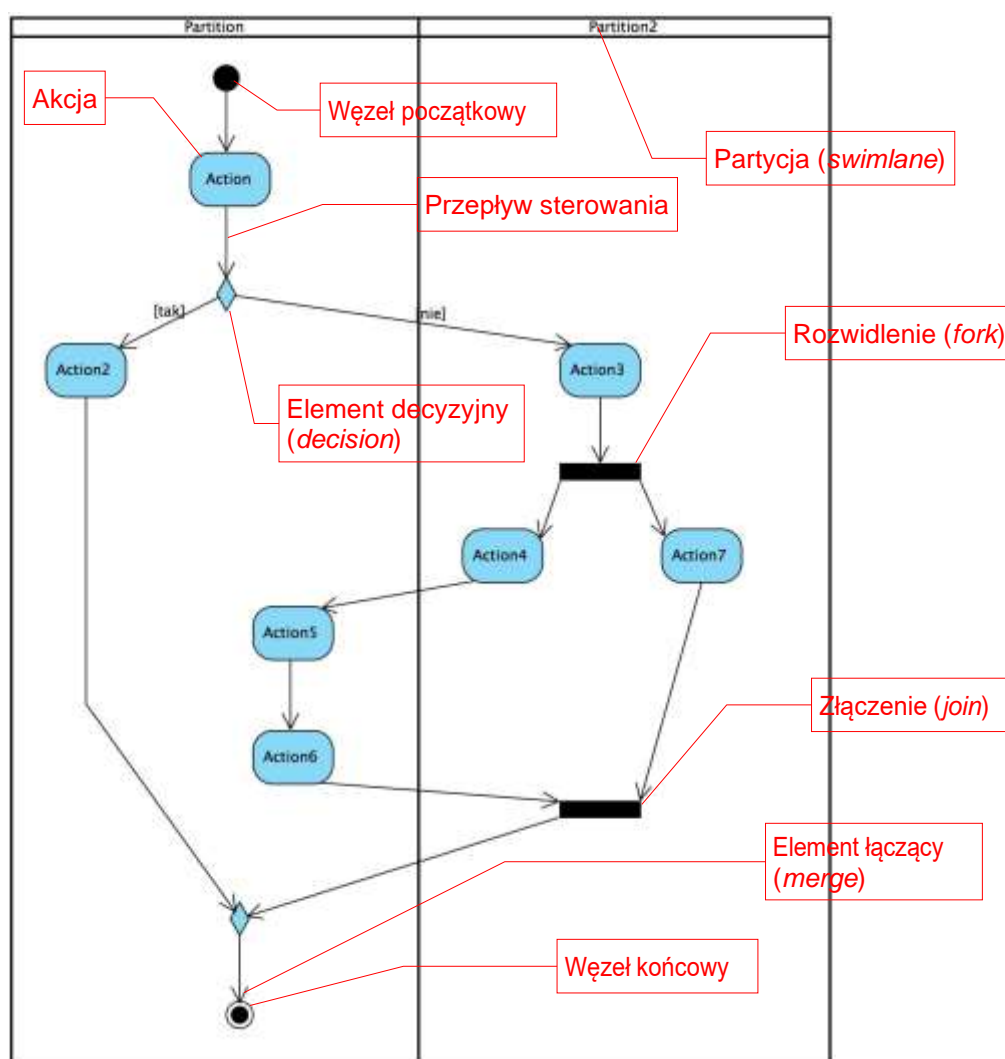 Partition
Partition2
Akcja
Węzeł początkowy
Partycja (swimlane)
Action
Przepływ sterowania
[tak]
[nie]
Rozwidlenie (fork)
Action2
Action3
Element decyzyjny
(decision)
Action4
Action7
Action5
Złączenie (join)
Action6
Element łączący
(merge)
Węzeł końcowy